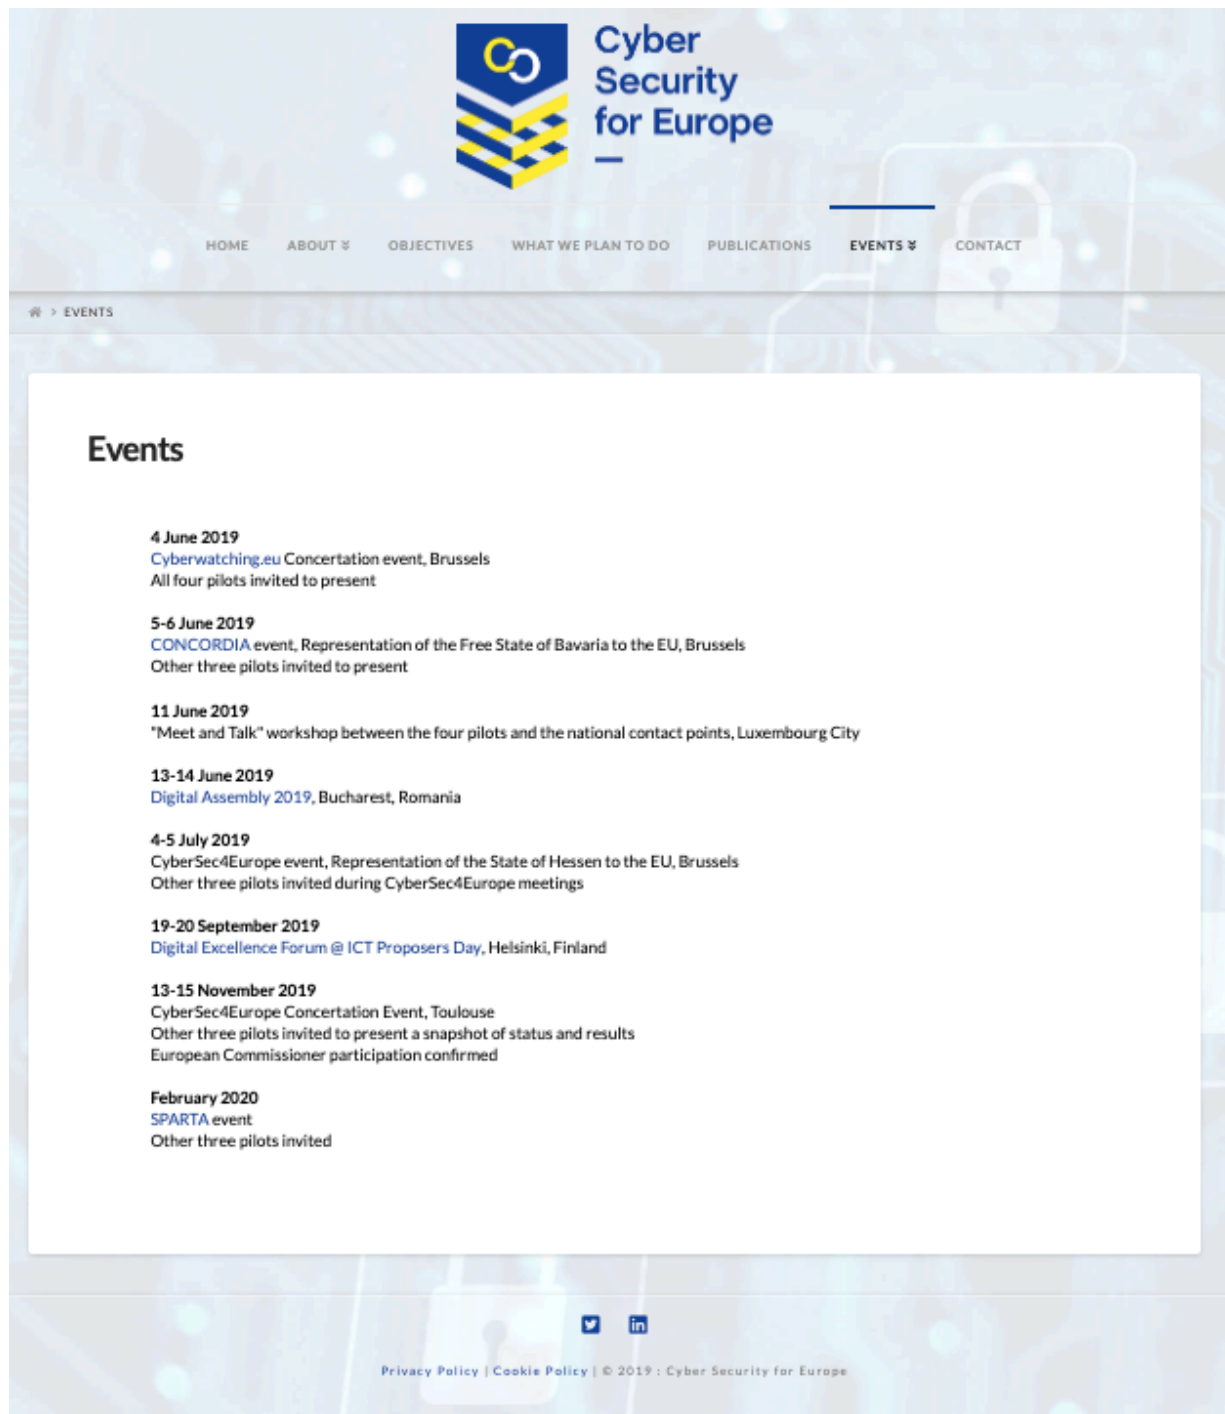 Cyber
Security
for Europe
HOME ABOUT OBJECTIVES WHAT WE PLAN TO DO PUBLICATIONS EVENTS CONTACT
> EVENTS
Events
4 June 2019
Cyberwatching.eu Concertation event, Brussels
All four pilots invited to present
5-6 June 2019
CONCORDIA event, Representation of the Free State of Bavaria to the EU, Brussels
Other three pilots invited to present
11 June 2019
"Meet and Talk" workshop between the four pilots and the national contact points, Luxembourg City
13-14 June 2019
Digital Assembly 2019, Bucharest, Romania
4-5 July 2019
CyberSec4Europe event, Representation of the State of Hessen to the EU, Brussels
Other three pilots invited during CyberSec4Europe meetings
19-20 September 2019
Digital Excellence Forum @ ICT Proposers Day, Helsinki, Finland
13-15 November 2019
CyberSec4Europe Concertation Event, Toulouse
Other three pilots invited to present a snapshot of status and results
European Commissioner participation confirmed
February 2020
SPARTA event
Other three pilots invited
Privacy Policy | Cookie Policy | © 2019 : Cyber Security for Europe